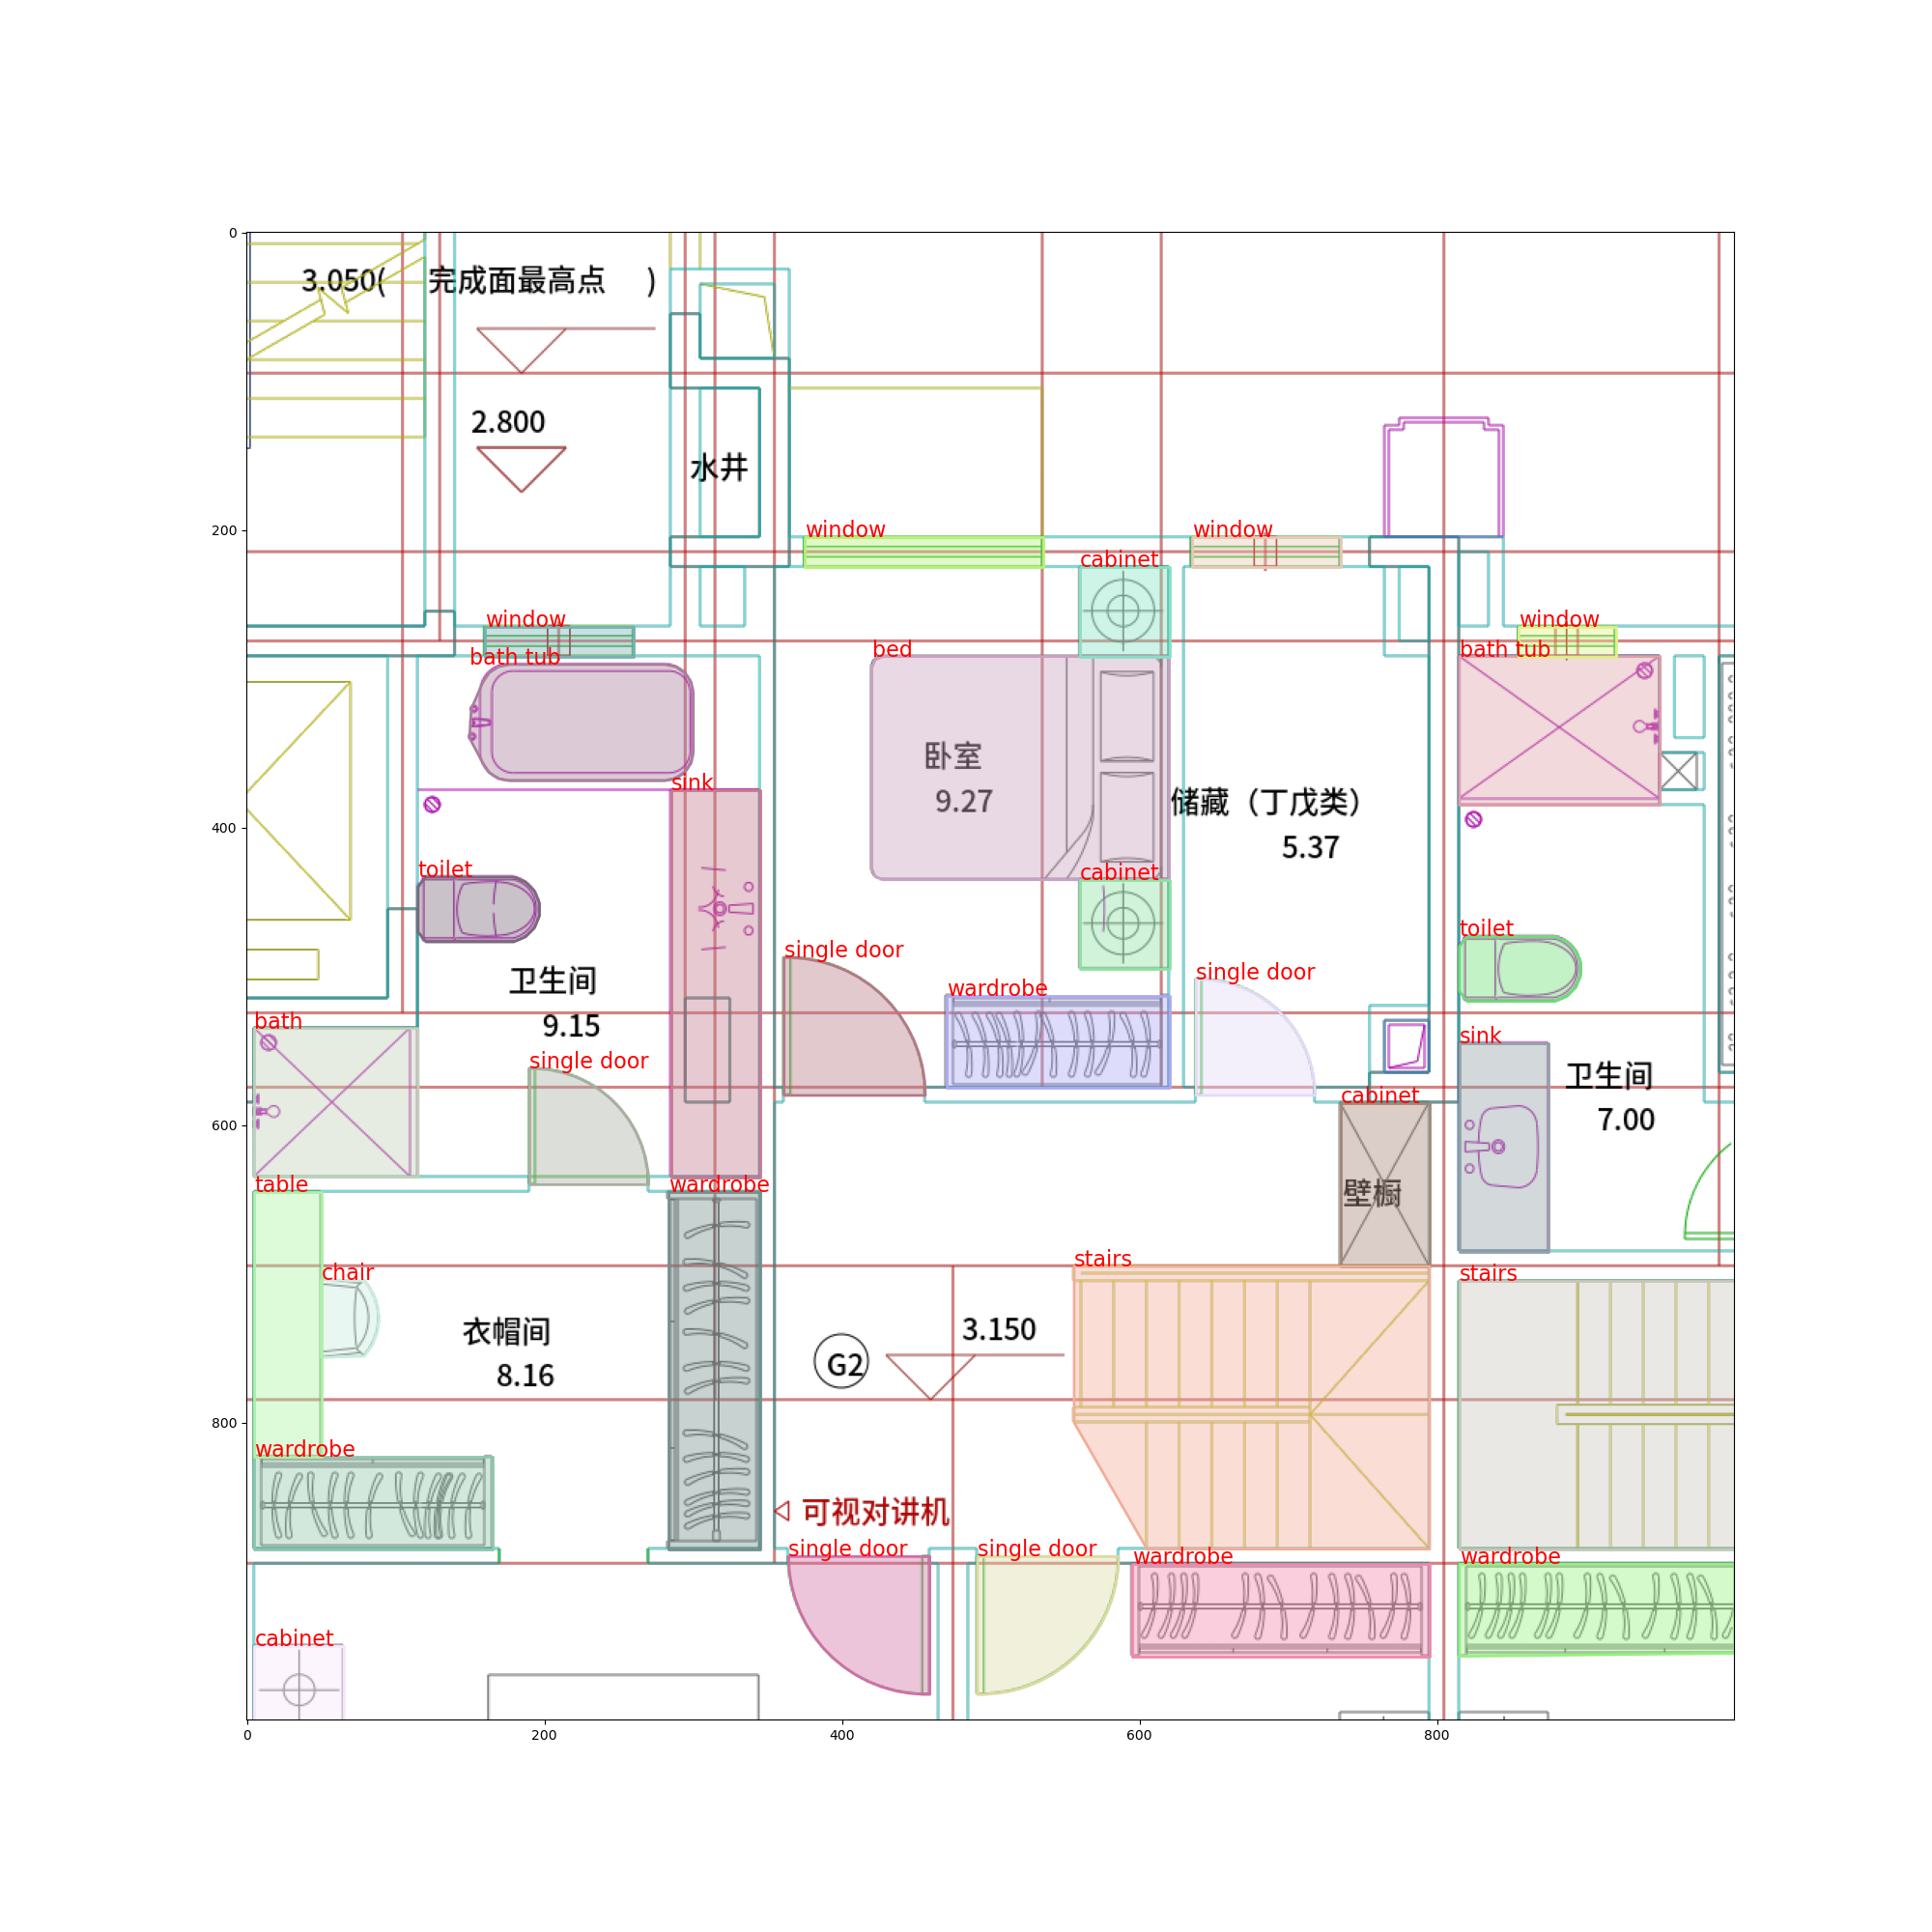 0
3.050( 完成面最高点 )
2.800
水井
200
window
window
cabinet
window
window
bath tub
bed
bath tub
卧室
9.27
sink
储藏（丁戊类）
5.37
400
toilet
cabinet
toilet
single door
single door
卫生间
9.15
wardrobe
bath
sink
single door
卫生间
7.00
600
cabinet
table
wardrobe
壁橱
chair
stairs
stairs
衣帽间
8.16
G2
3.150
800
wardrobe
可视对讲机
single door
single door
wardrobe
wardrobe
cabinet
0
200
400
600
800